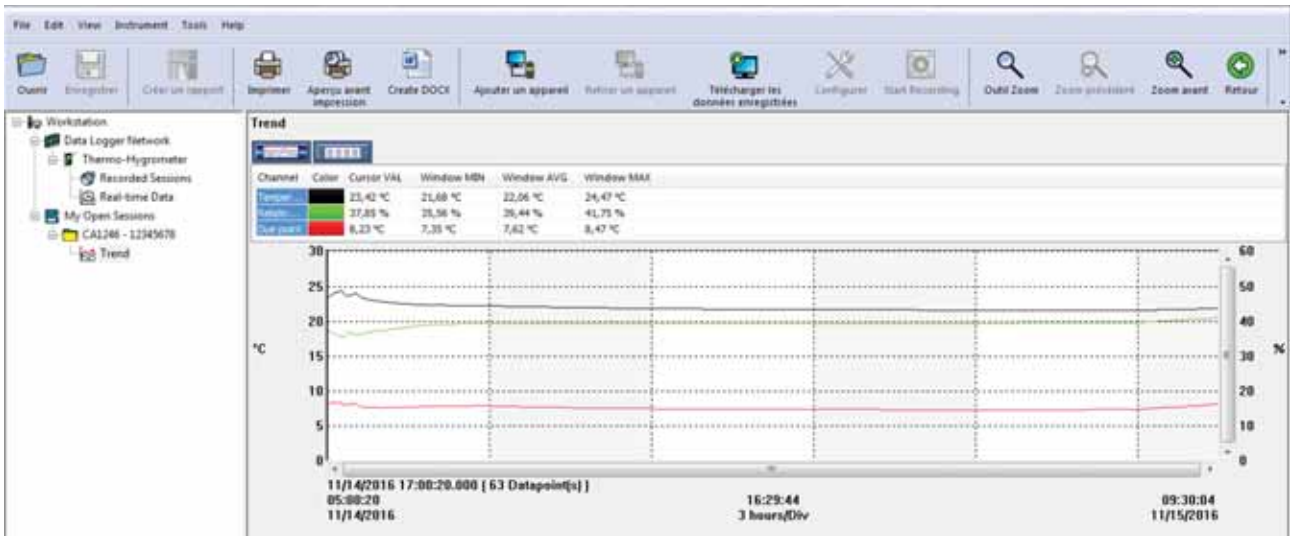 File Edit View Instrument Tools Help
Ouvrir Enregistrer Créer un rapport Imprimer Aperçu avant impression Create DOCX Ajouter un appareil Retirer un appareil Télécharger les données enregistrées Configurer Start Recording Outil Zoom Zoom précédent Zoom avant Retour
Workstation
Data Logger Network
Thermo-Hygrometer
Recorded Sessions
Real-time Data
My Open Sessions
CA1246 - 12345678
Trend
Trend
Channel Color Cursor VAL Window MIN Window AVG Window MAX
Temper... 23,42 °C 21,68 °C 22,06 °C 24,47 °C
37,85 % 35,56 % 39,44 % 41,75 %
Due point 8,23 °C 7,35 °C 7,62 °C 8,47 °C
30 60
25 50
20 40
°C %
15 30
10 20
5 10
0 0
11/14/2016 17:00:20.000 [ 63 Datapoint(s) ]
05:00:20 16:29:44 09:30:04
11/14/2016 3 hours/Div 11/15/2016